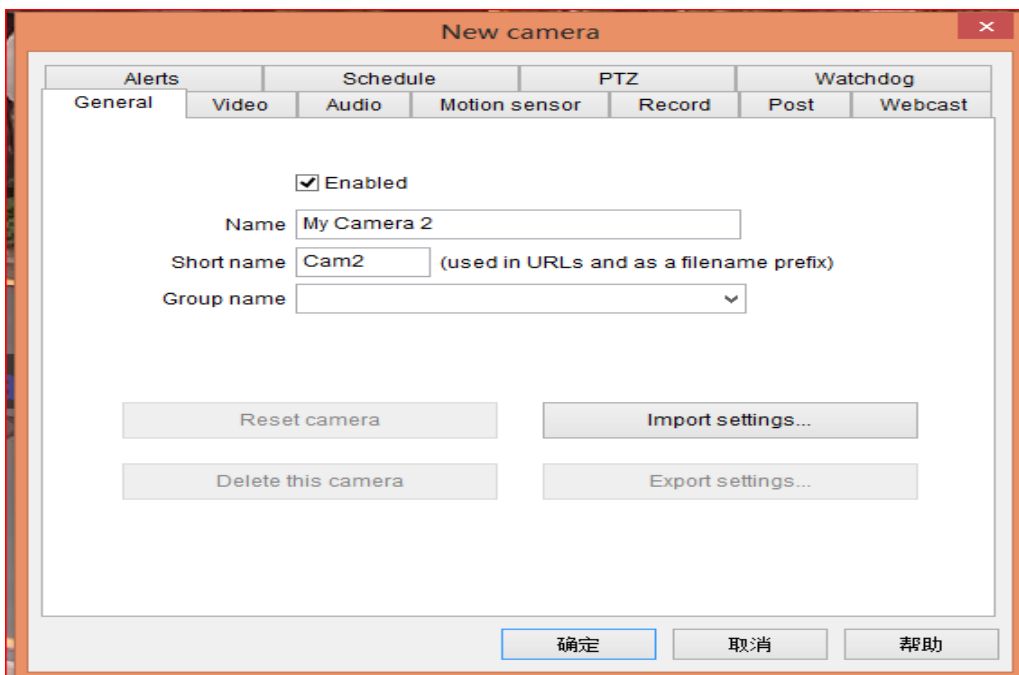 New camera
Alerts Schedule PTZ Watchdog
General Video Audio Motion sensor Record Post Webcast
Enabled
Name My Camera 2
Short name Cam2 (used in URLs and as a filename prefix)
Group name
Reset camera Import settings...
Delete this camera Export settings...
确定 取消 帮助